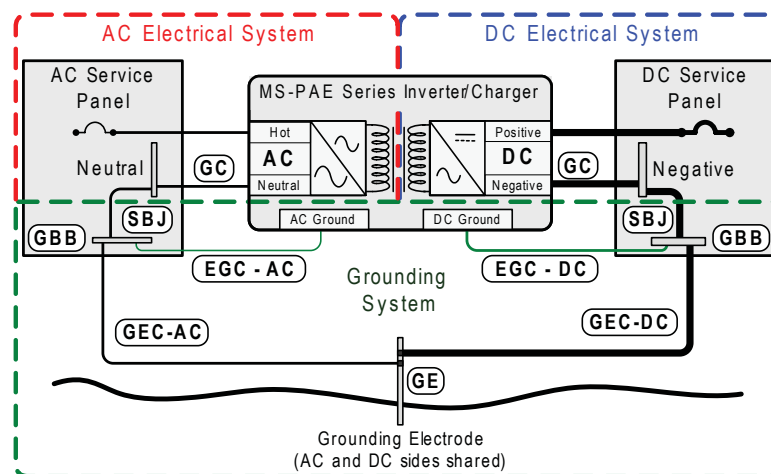 AC Electrical System
DC Electrical System
AC Service
Panel
MS-PAE Series Inverter/Charger
DC Service
Panel
Hot
AC
Neutral
Positive
DC
Negative
Neutral
GC
GC
Negative
SBJ
SBJ
AC Ground
DC Ground
GBB
GBB
EGC - AC
EGC - DC
Grounding
System
GEC-AC
GEC-DC
GE
Grounding Electrode
(AC and DC sides shared)